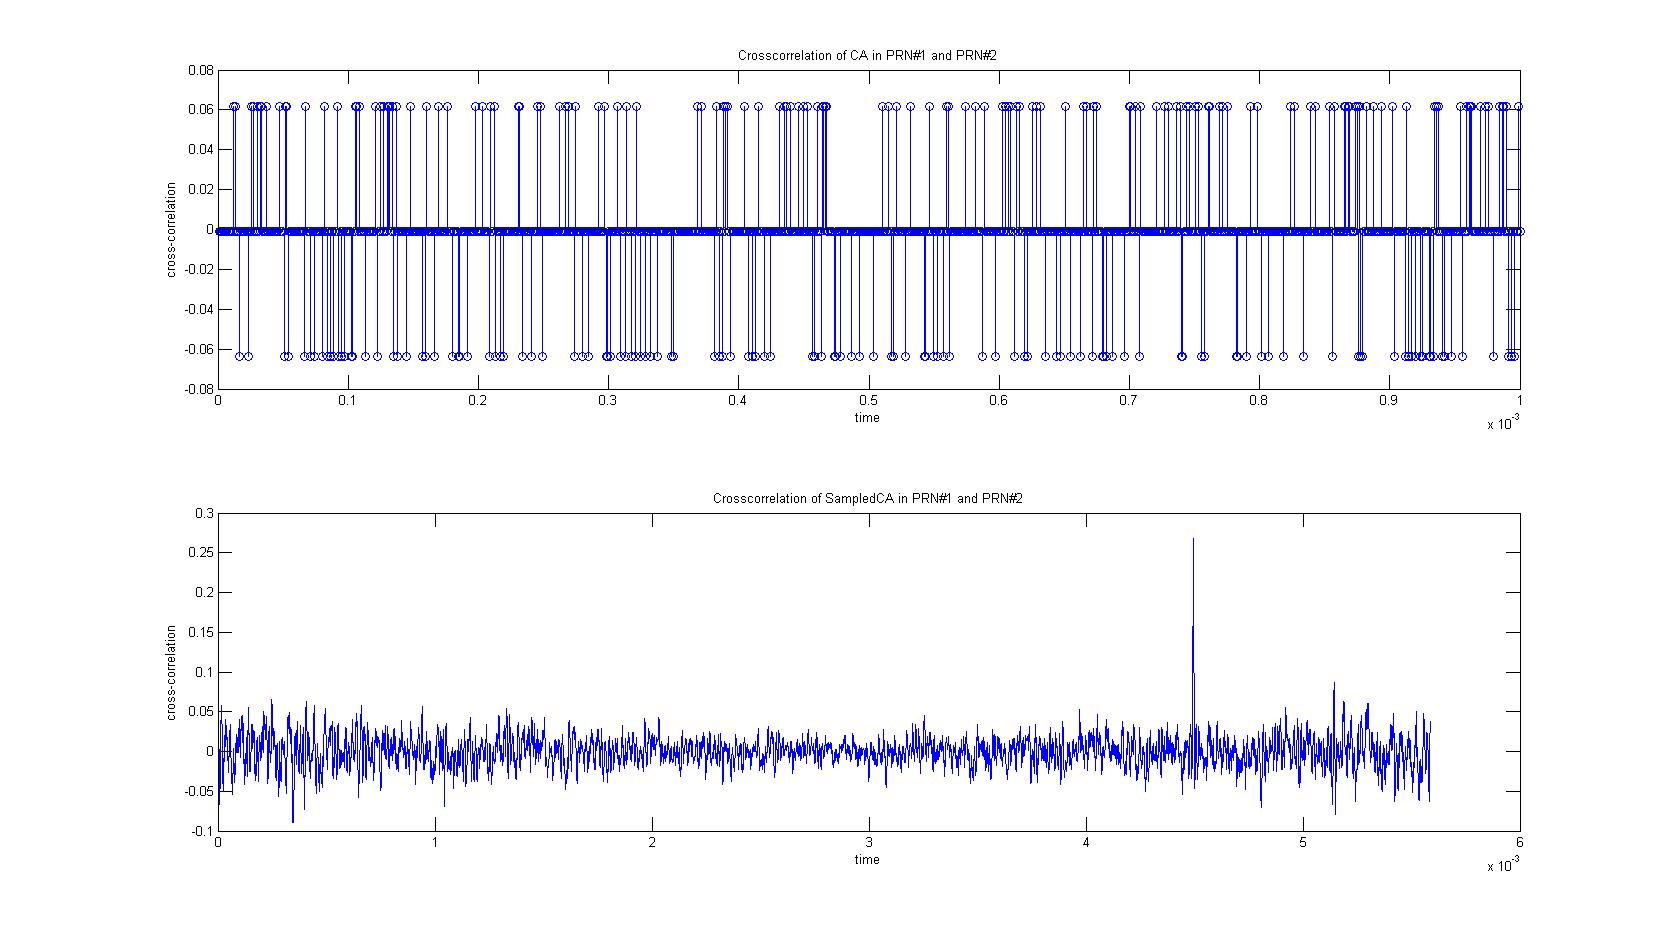 Crosscorrelation of CA in PRN#1 and PRN#2
0.08
0.06
0.04
0.02
0
-0.02
-0.04
-0.06
-0.08
cross-correlation
0 0.1 0.2 0.3 0.4 0.5 0.6 0.7 0.8 0.9 1
time
x 10^-3
Crosscorrelation of SampledCA in PRN#1 and PRN#2
0.3
0.25
0.2
0.15
0.1
0.05
0
-0.05
-0.1
cross-correlation
0 1 2 3 4 5 6
time
x 10^-3